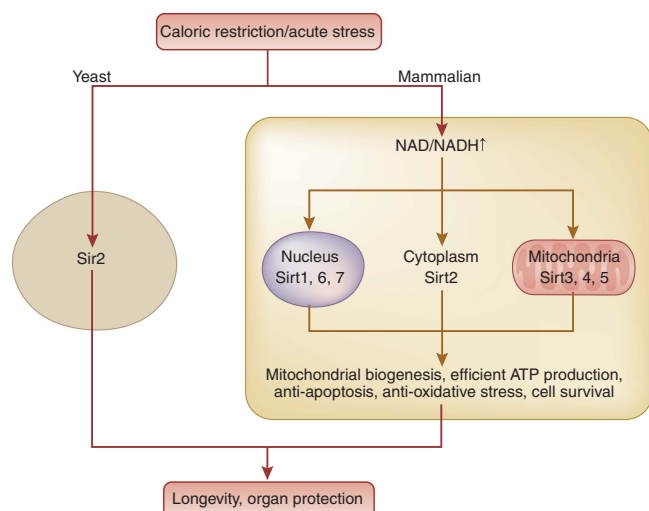 Caloric restriction/acute stress
Yeast
Mammalian
NAD/NADH↑
Sir2
Nucleus
Sirt1, 6, 7
Cytoplasm
Sirt2
Mitochondria
Sirt3, 4, 5
Mitochondrial biogenesis, efficient ATP production,
anti-apoptosis, anti-oxidative stress, cell survival
Longevity, organ protection